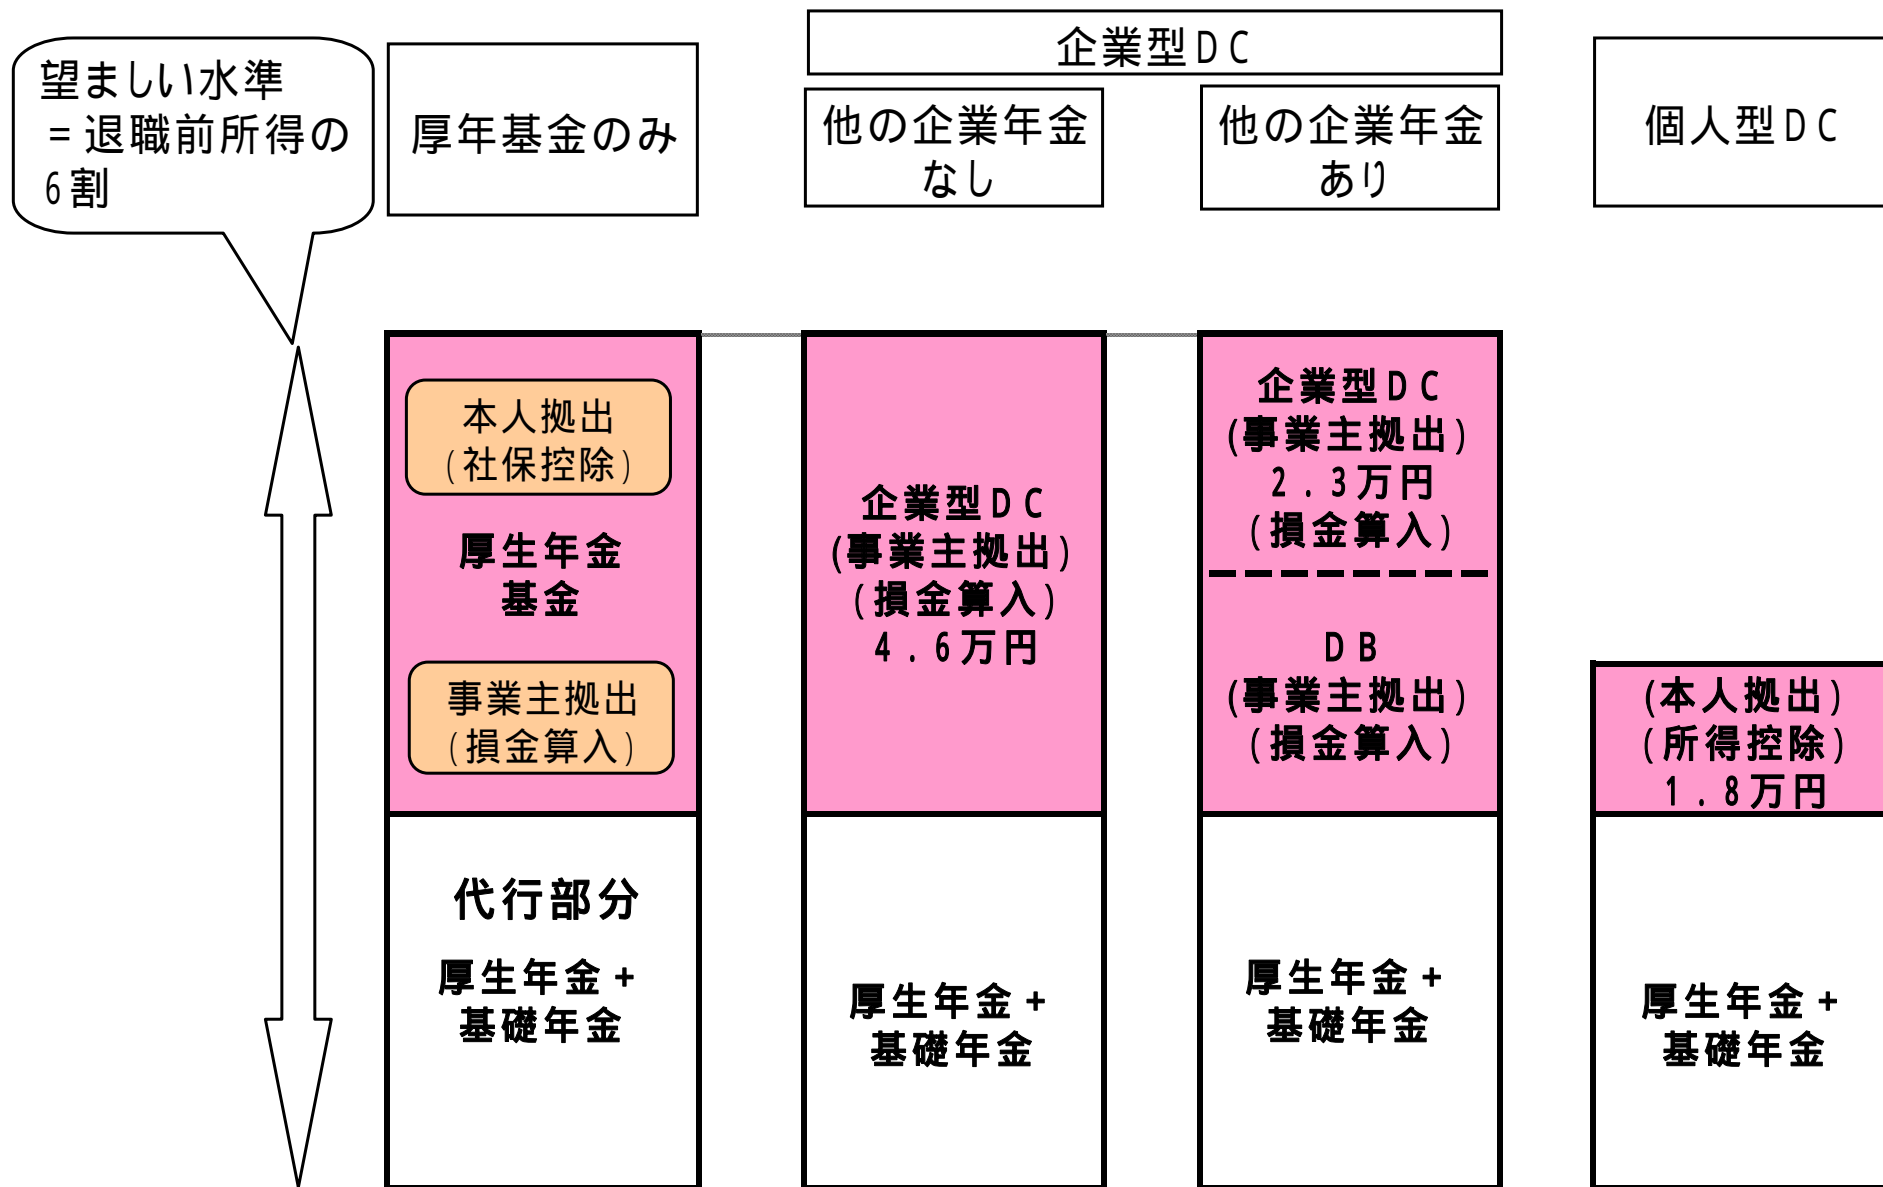 望ましい水準
=退職前所得の
6割
厚年基金のみ
企業型DC
他の企業年金
なし
他の企業年金
あり
個人型DC
本人拠出
(社保控除)
厚生年金
基金
事業主拠出
(損金算入)
代行部分
厚生年金+
基礎年金
企業型DC
(事業主拠出)
(損金算入)
4.6万円
厚生年金+
基礎年金
企業型DC
(事業主拠出)
2.3万円
(損金算入)
DB
(事業主拠出)
(損金算入)
厚生年金+
基礎年金
(本人拠出)
(所得控除)
1.8万円
厚生年金+
基礎年金